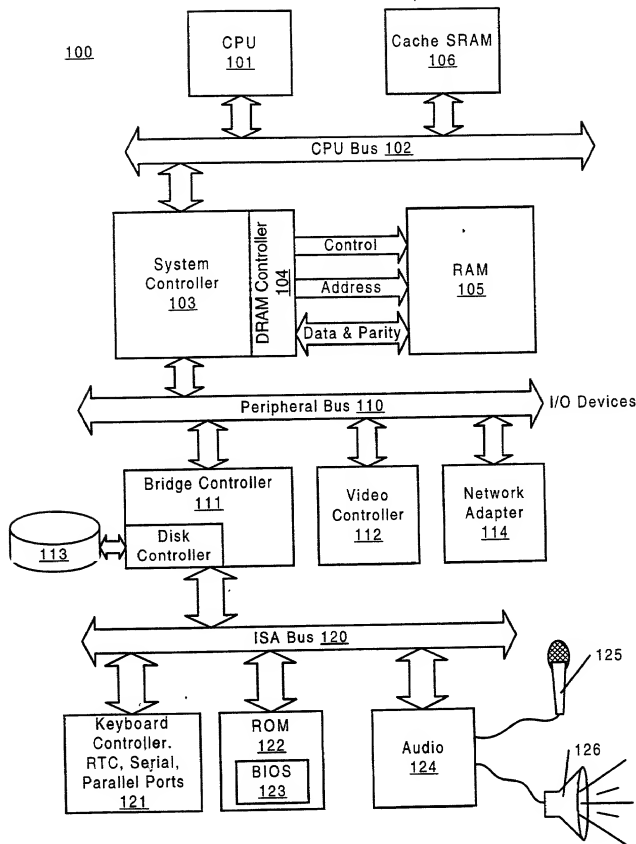 100
CPU
101
Cache SRAM
106
CPU Bus 102
System
Controller
103
DRAM Controller
104
Control
Address
Data & Parity
RAM
105
Peripheral Bus 110
I/O Devices
Bridge Controller
111
Disk
Controller
113
Video
Controller
112
Network
Adapter
114
ISA Bus 120
Keyboard
Controller.
RTC, Serial,
Parallel Ports
121
ROM
122
BIOS
123
Audio
124
125
126